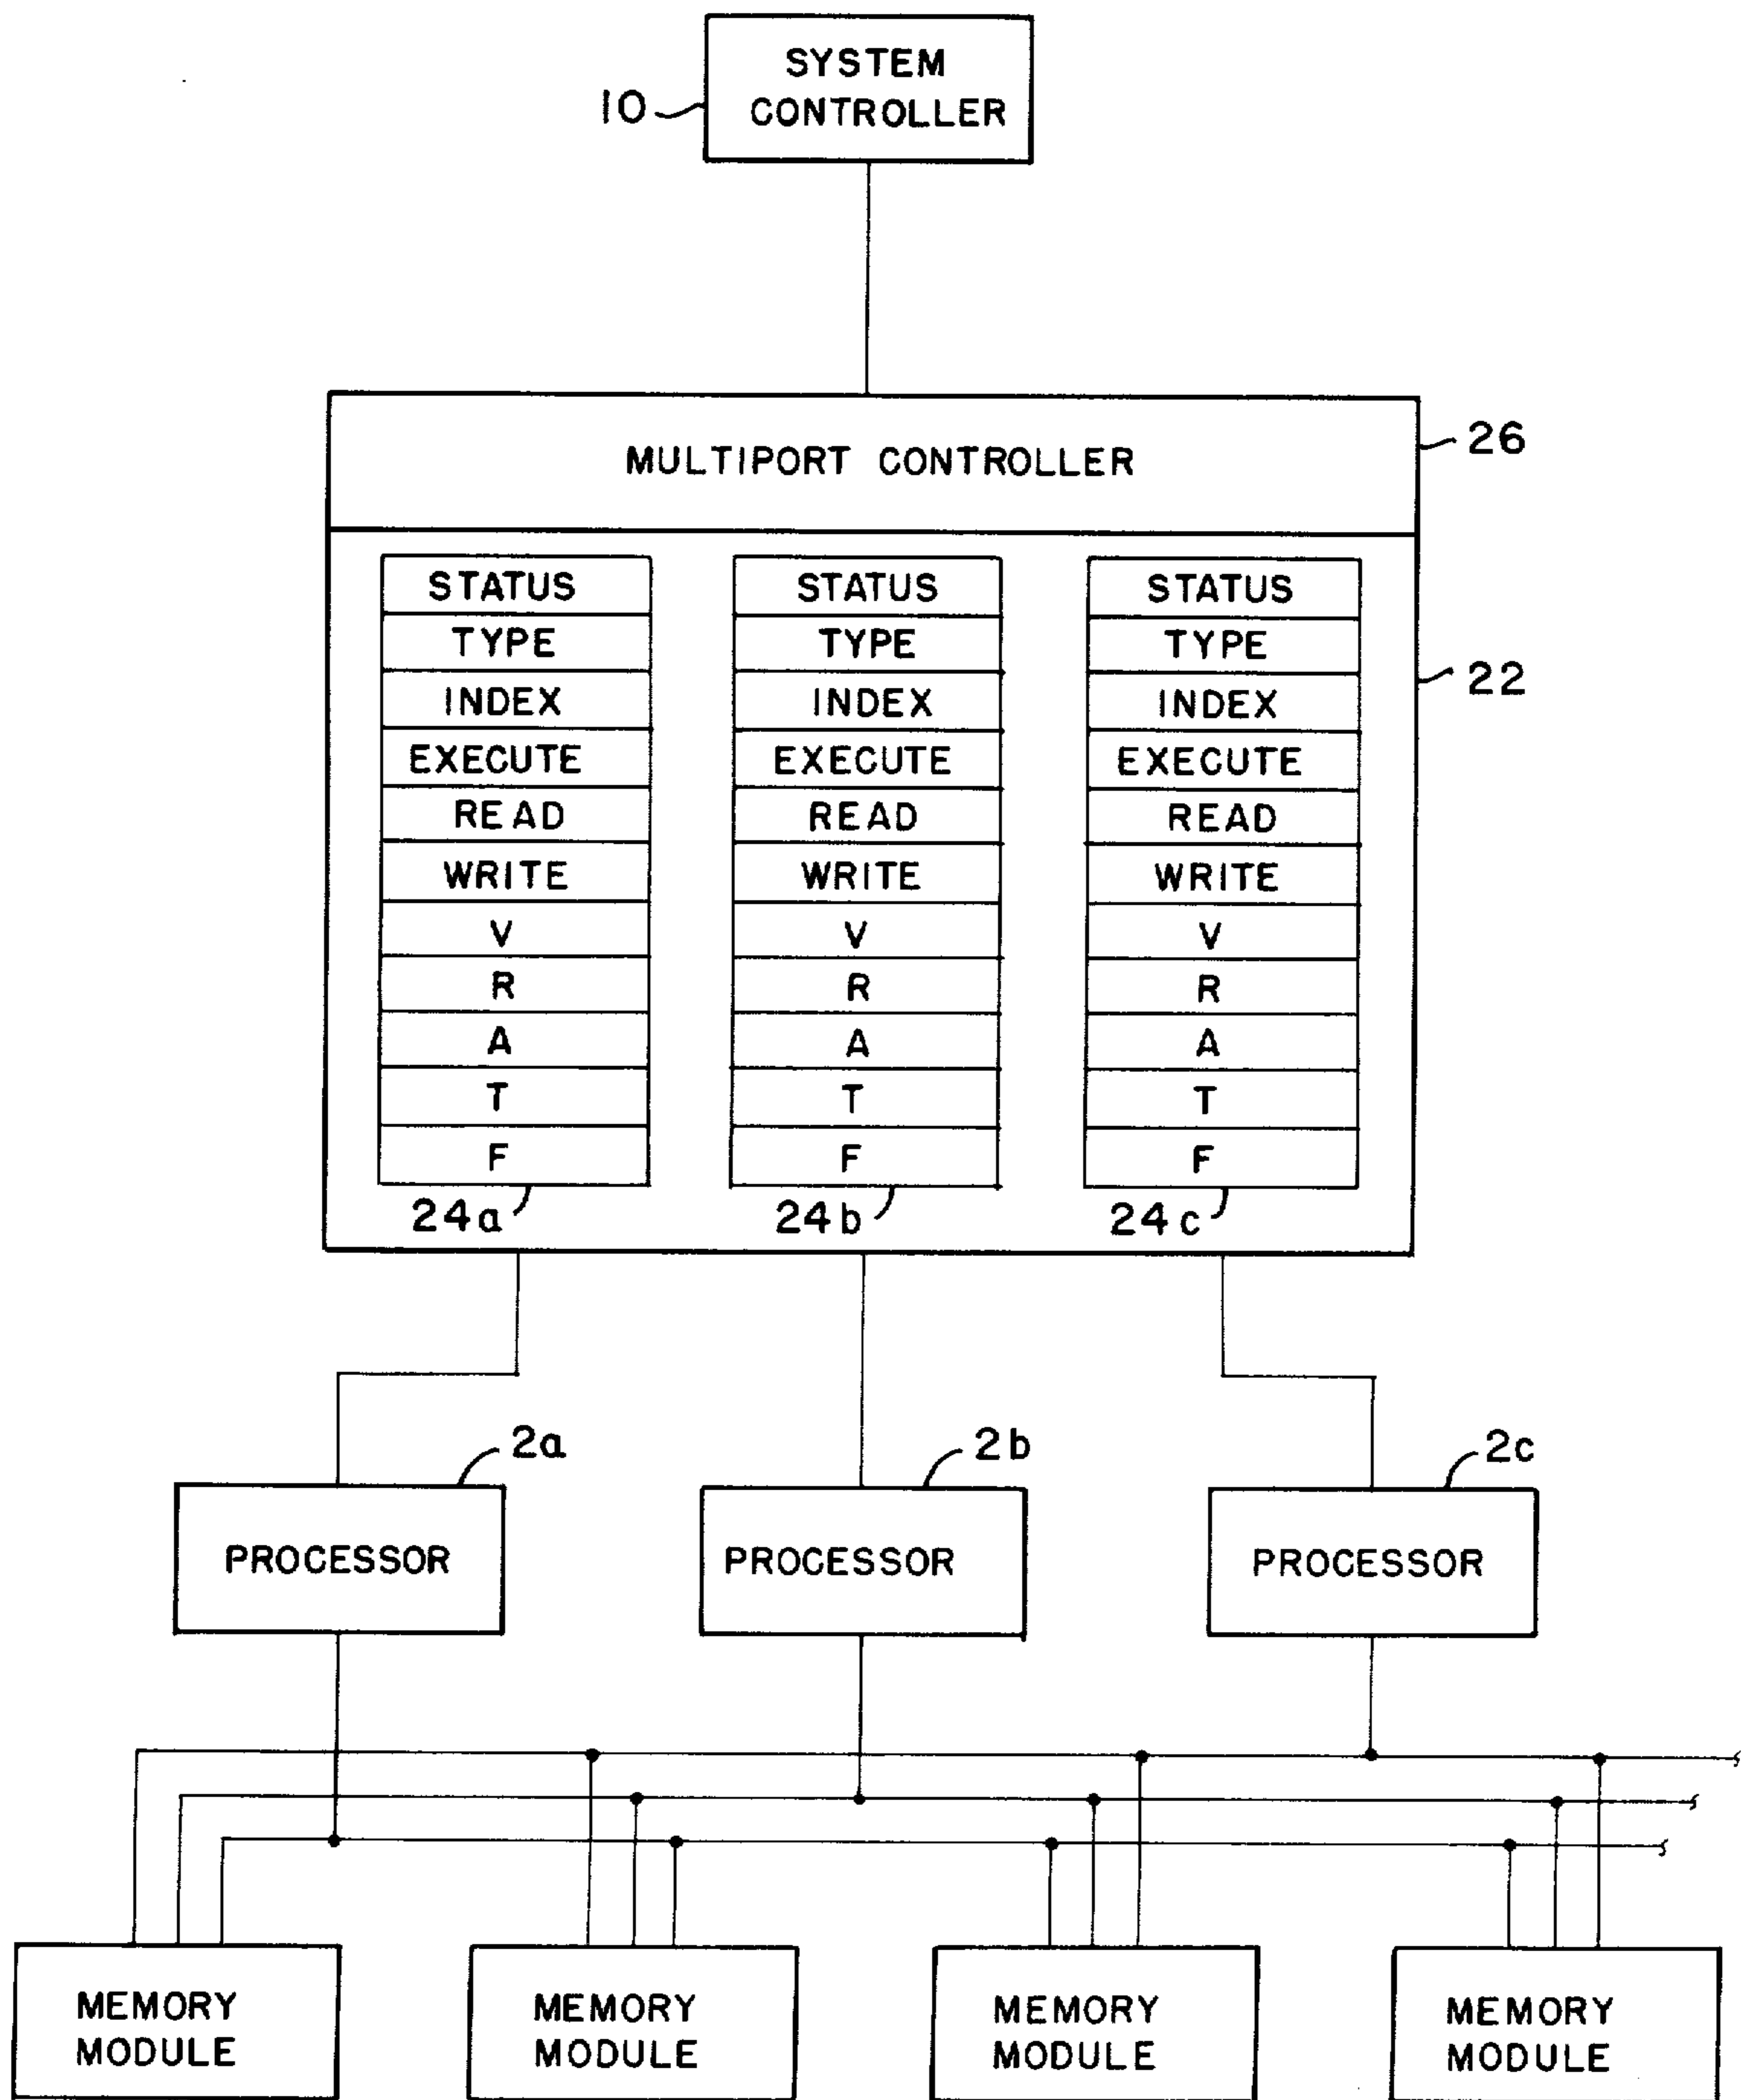 SYSTEM
CONTROLLER
10
MULTIPORT CONTROLLER
26
22
STATUS
TYPE
INDEX
EXECUTE
READ
WRITE
V
R
A
T
F
24a
STATUS
TYPE
INDEX
EXECUTE
READ
WRITE
V
R
A
T
F
24b
STATUS
TYPE
INDEX
EXECUTE
READ
WRITE
V
R
A
T
F
24c
2a
PROCESSOR
2b
PROCESSOR
2c
PROCESSOR
MEMORY
MODULE
MEMORY
MODULE
MEMORY
MODULE
MEMORY
MODULE